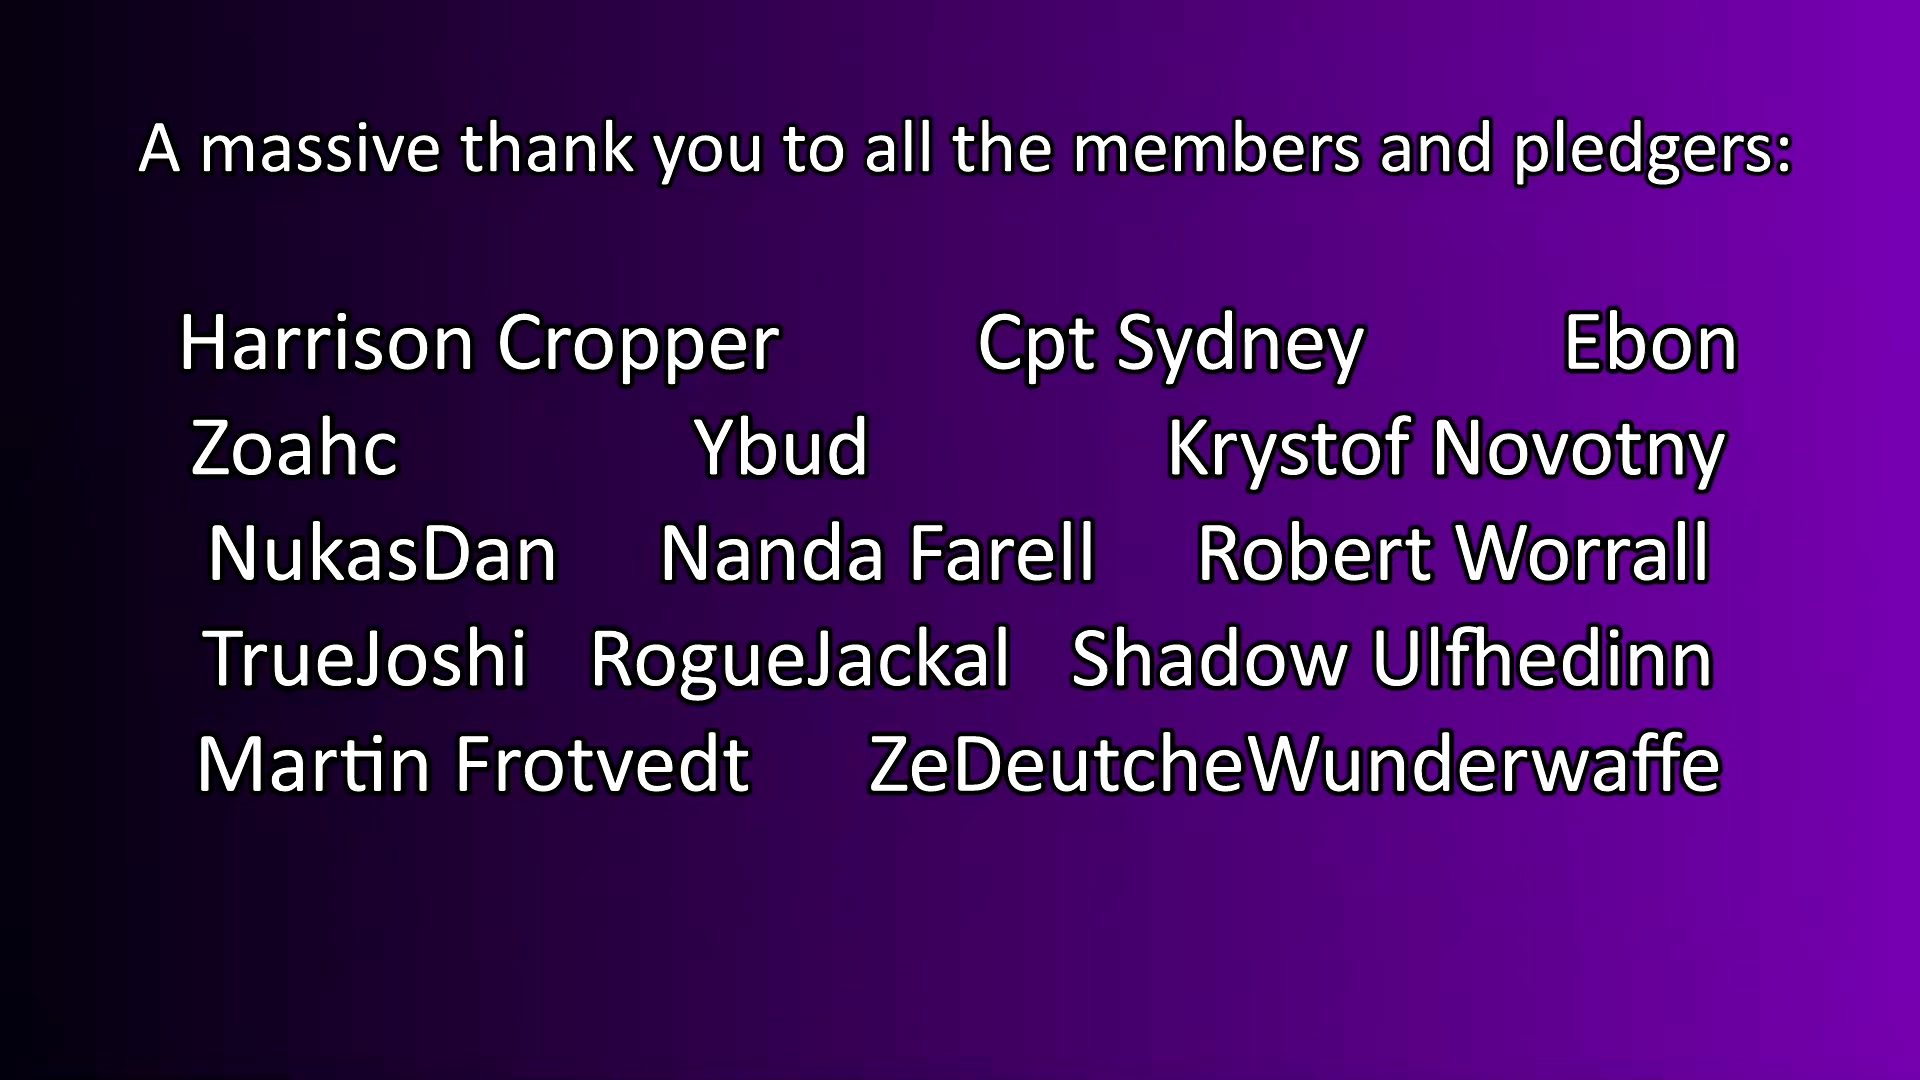 A massive thank you to all the members and pledgers:
Harrison Cropper Cpt Sydney Ebon
Zoahc Ybud Krystof Novotny
NukasDan Nanda Farell Robert Worrall
TrueJoshi RogueJackal Shadow Ulfhedinn
Martin Frotvedt ZeDeutcheWunderwaffe